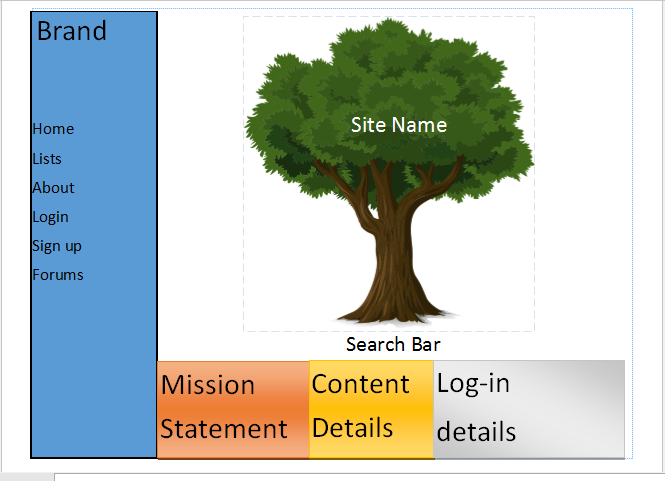 Brand
Home
Lists
About
Login
Sign up
Forums
Site Name
Search Bar
Mission
Statement
Content
Details
Log-in
details